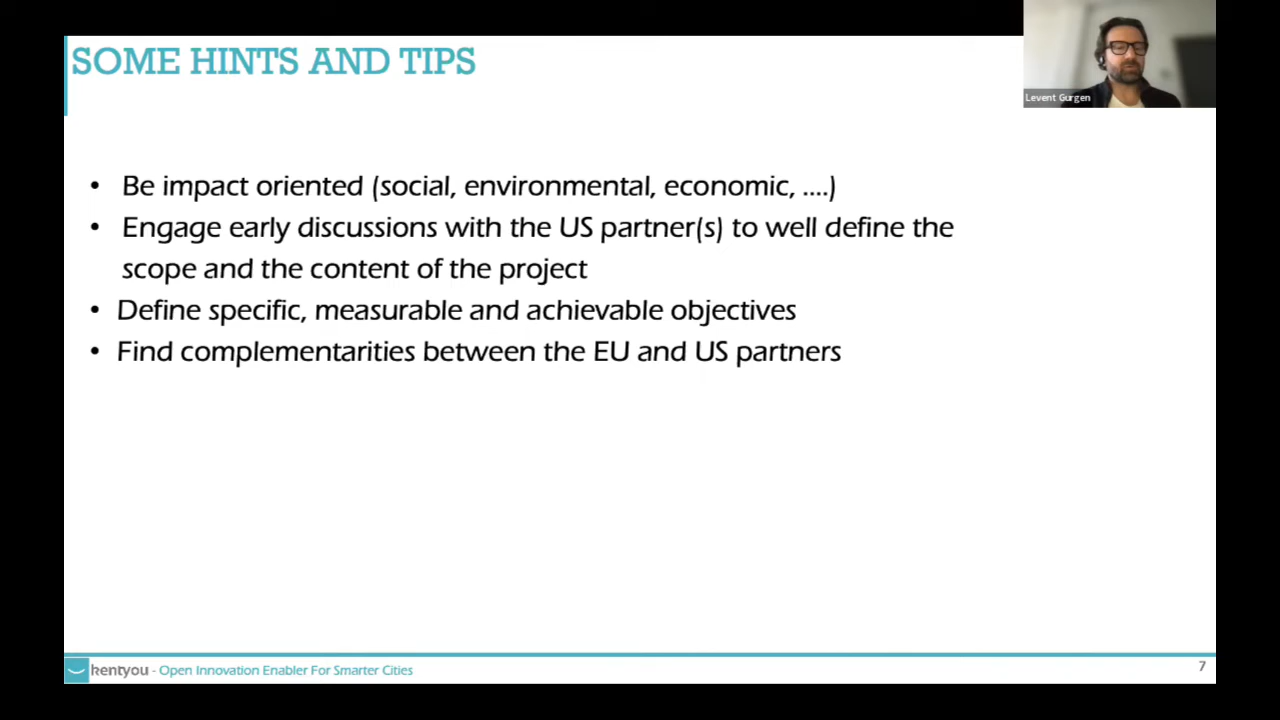 SOME HINTS AND TIPS
Levent Gurgen
• Be impact oriented (social, environmental, economic, ....)
• Engage early discussions with the US partner(s) to well define the
scope and the content of the project
• Define specific, measurable and achievable objectives
• Find complementarities between the EU and US partners
kentyou - Open Innovation Enabler For Smarter Cities
7